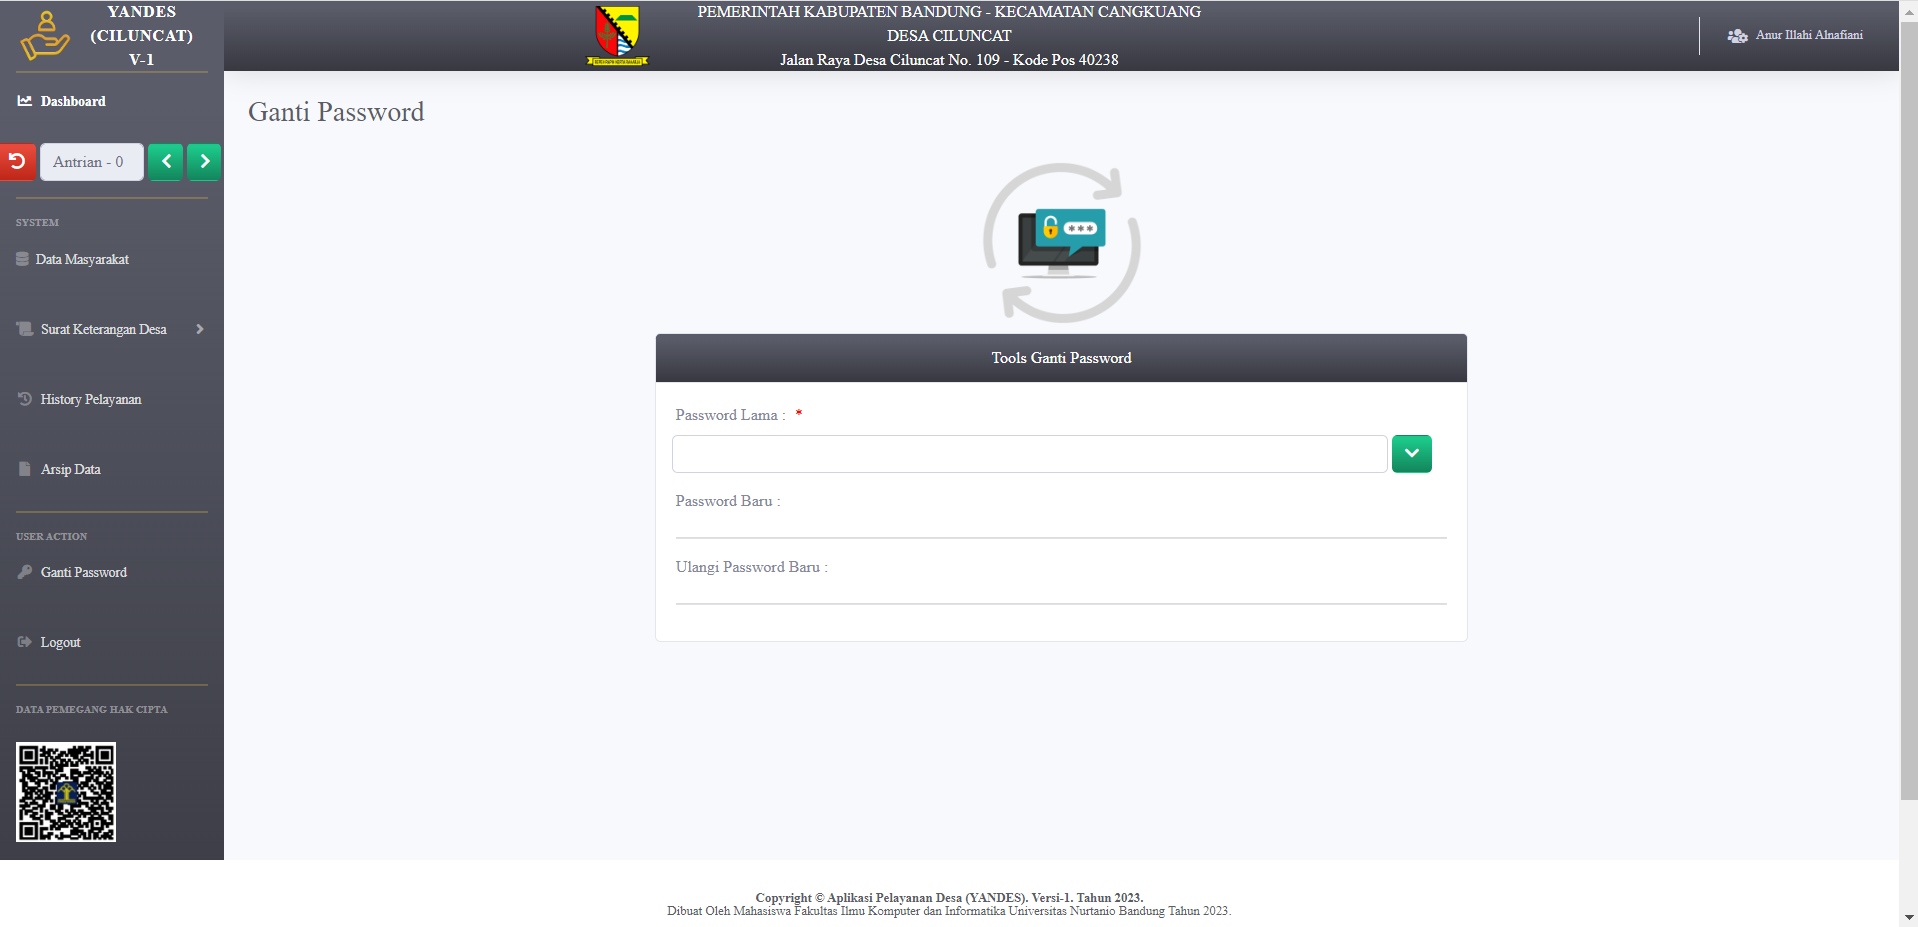 YANDES
(CILUNCAT)
V-1
PEMERINTAH KABUPATEN BANDUNG - KECAMATAN CANGKUANG
DESA CILUNCAT
Jalan Raya Desa Ciluncat No. 109 - Kode Pos 40238
Anur Illahi Alnafiani
Dashboard
Antrian - 0
SYSTEM
Data Masyarakat
Surat Keterangan Desa
History Pelayanan
Arsip Data
USER ACTION
Ganti Password
Logout
DATA PEMEGANG HAK CIPTA
Ganti Password
***
Tools Ganti Password
Password Lama : *
Password Baru :
Ulangi Password Baru :
Copyright © Aplikasi Pelayanan Desa (YANDES). Versi-1. Tahun 2023.
Dibuat Oleh Mahasiswa Fakultas Ilmu Komputer dan Informatika Universitas Nurtanio Bandung Tahun 2023.